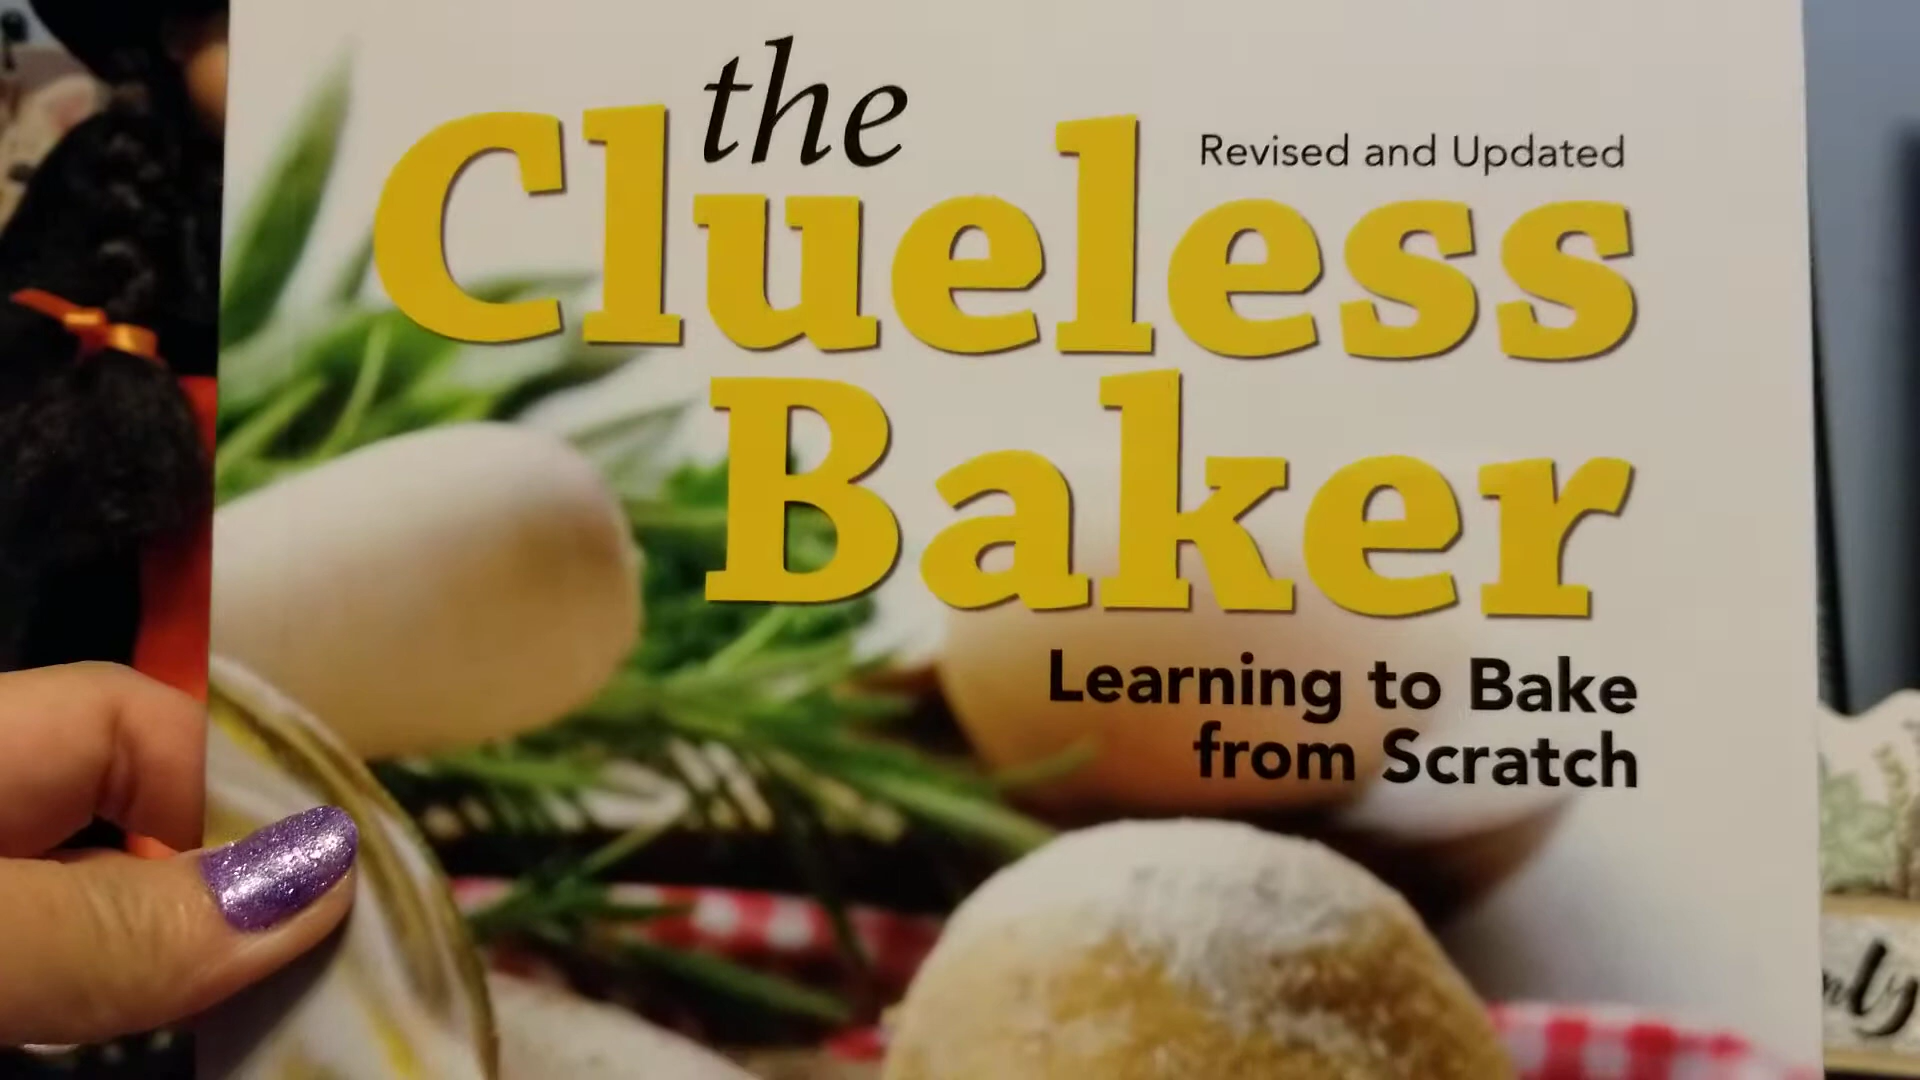 the
Clueless
Revised and Updated
Baker
Learning to Bake
from Scratch